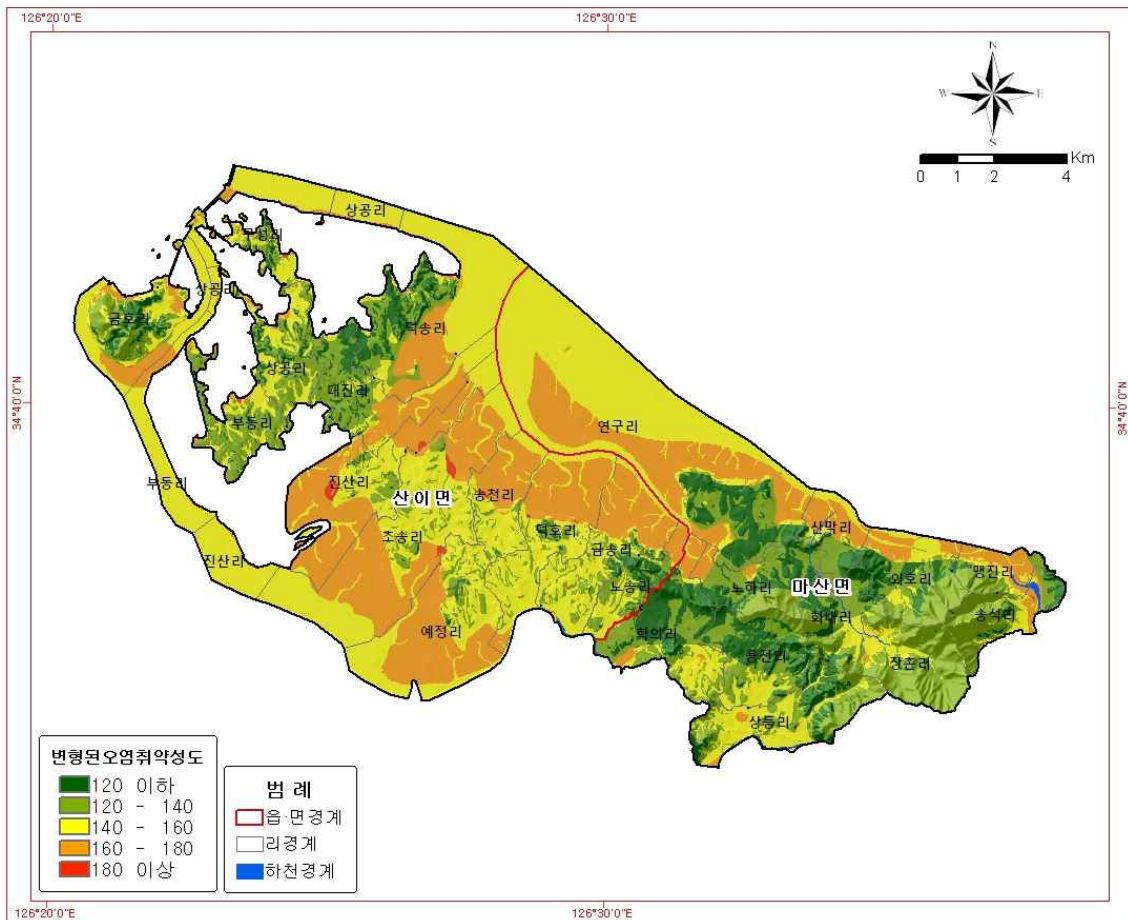 126°20'0"E
126°30'0"E
N
W
E
S
Km
0 1 2 4
34°40'0"N
34°40'0"N
상공리
상공리
금호리
덕송리
상공리
대진리
부동리
연구리
부동리
진산리
산이면
송천리
초송리
덕호리
금송리
산막리
진산리
노송리
노하리
마산면
외호리
맹진리
화내리
송석리
예정리
학의리
용전리
장촌리
상등리
변형된오염취약성도
120 이하
120 - 140
140 - 160
160 - 180
180 이상
범 례
읍·면경계
리경계
하천경계
126°20'0"E
126°30'0"E